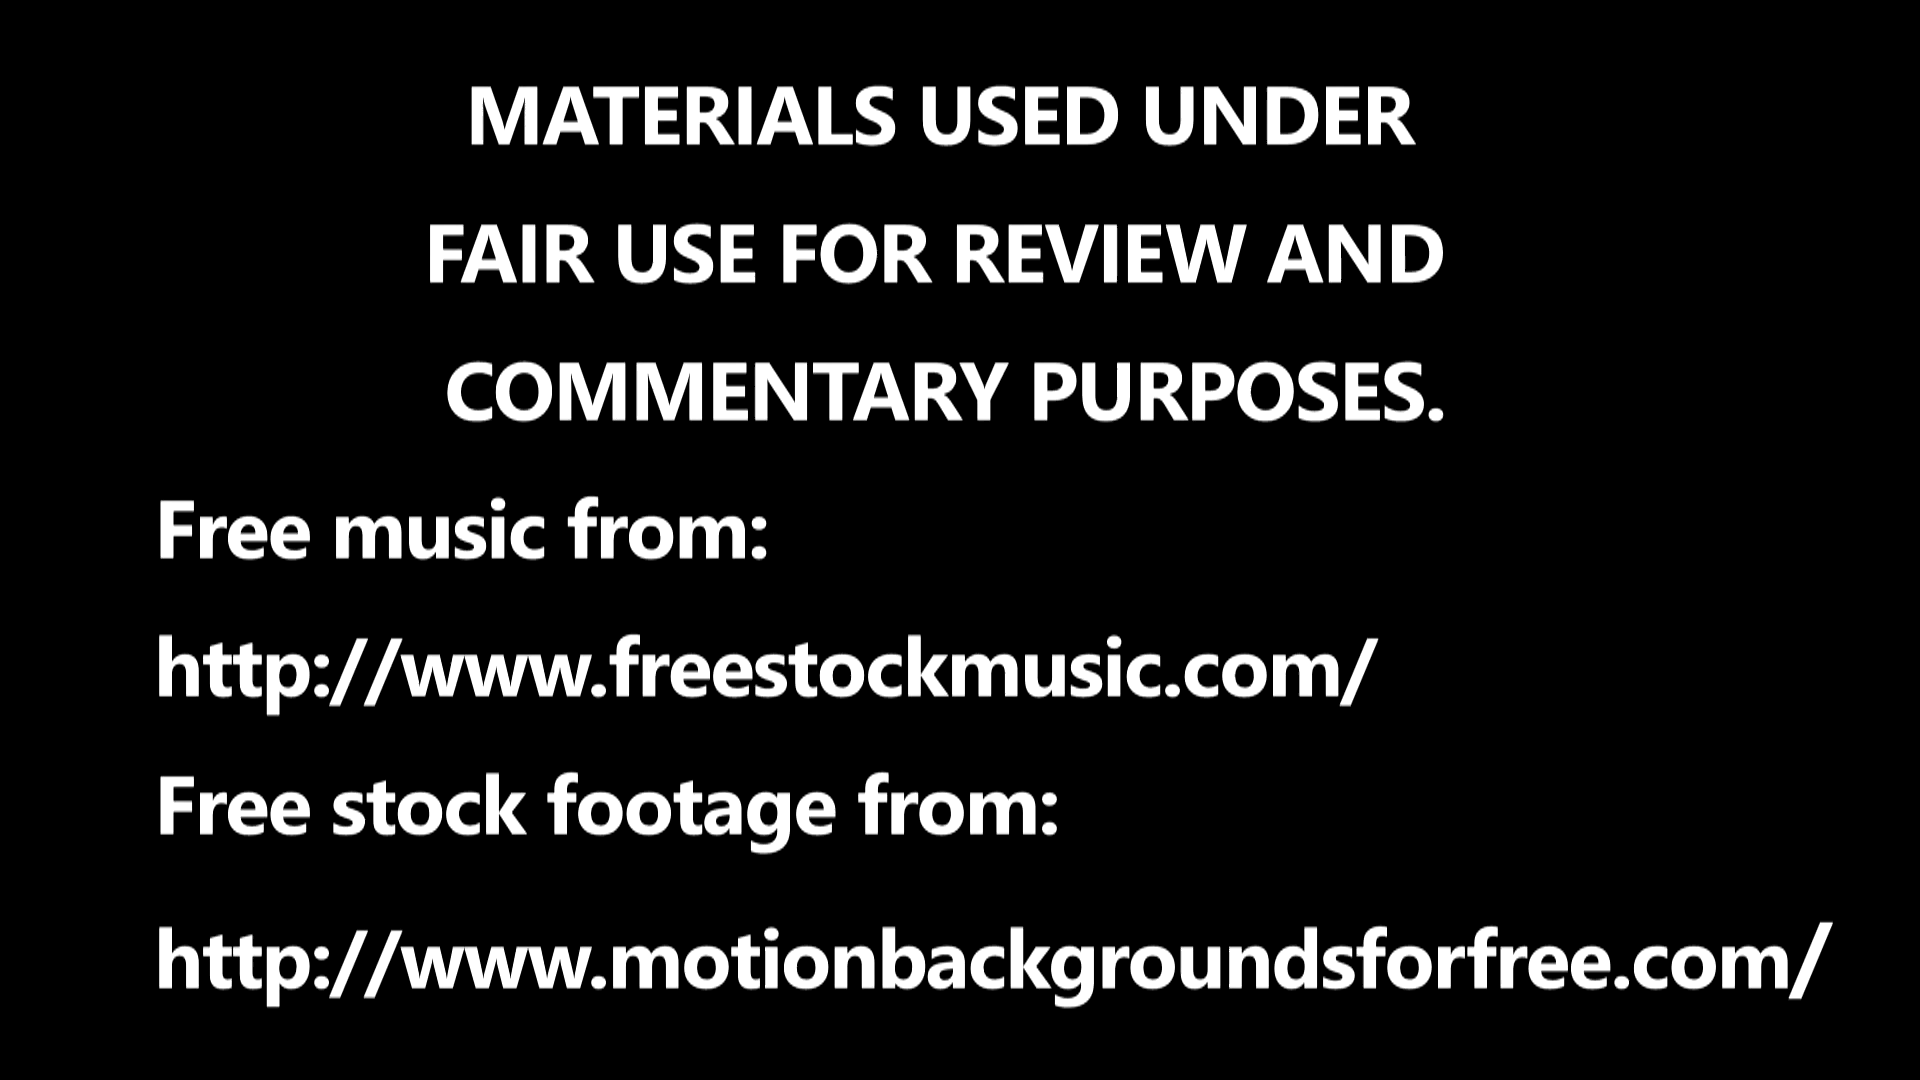 MATERIALS USED UNDER
FAIR USE FOR REVIEW AND
COMMENTARY PURPOSES.
Free music from:
http://www.freestockmusic.com/
Free stock footage from:
http://www.motionbackgroundsforfree.com/